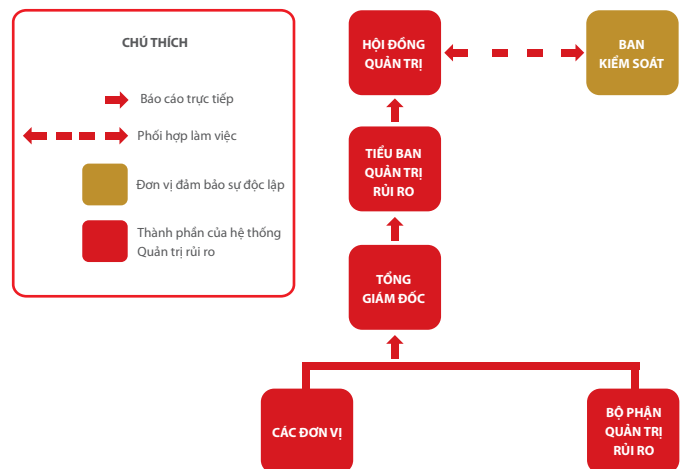 CHÚ THÍCH
Báo cáo trực tiếp
Phối hợp làm việc
Đơn vị đảm bảo sự độc lập
Thành phần của hệ thống
Quản trị rủi ro
HỘI ĐỒNG
QUẢN TRỊ
BAN
KIỂM SOÁT
TIỂU BAN
QUẢN TRỊ
RỦI RO
TỔNG
GIÁM ĐỐC
CÁC ĐƠN VỊ
BỘ PHẬN
QUẢN TRỊ
RỦI RO